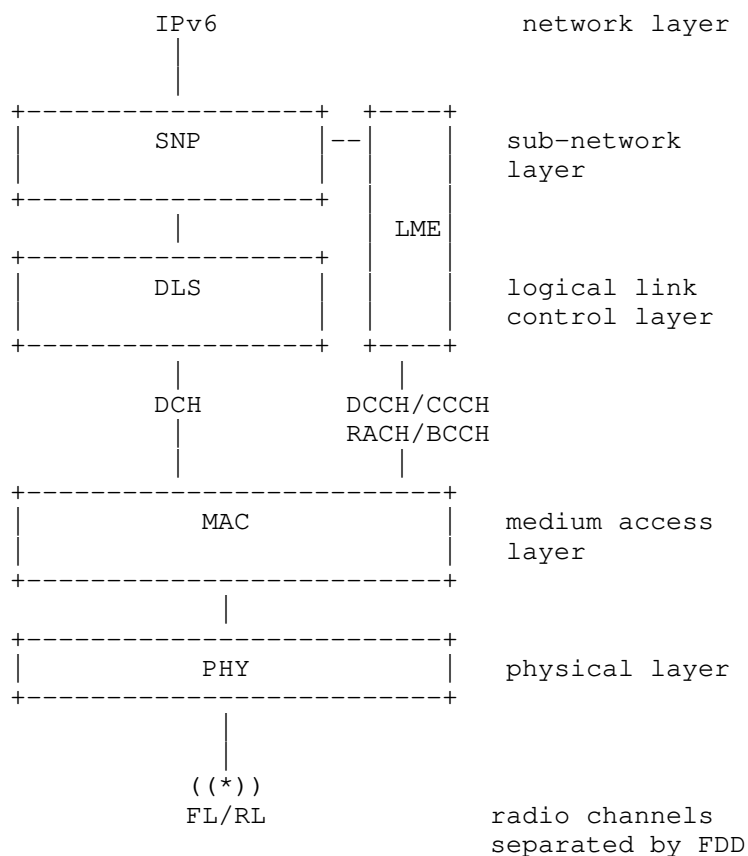 IPv6 network layer
SNP sub-network
layer
LME
DLS logical link
control layer
DCH DCCH/CCCH
RACH/BCCH
MAC medium access
layer
PHY physical layer
((*))
FL/RL radio channels
separated by FDD